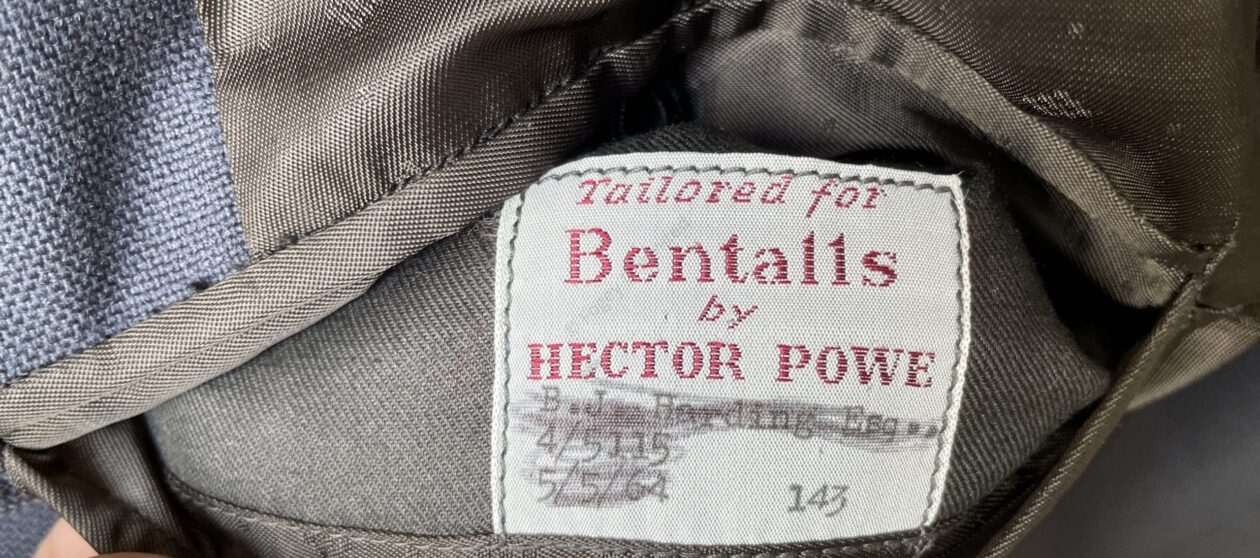 Tailored for
Bentalls
by
HECTOR POWE
B.J. Harding Esq.,
4/5115
5/5/64 143